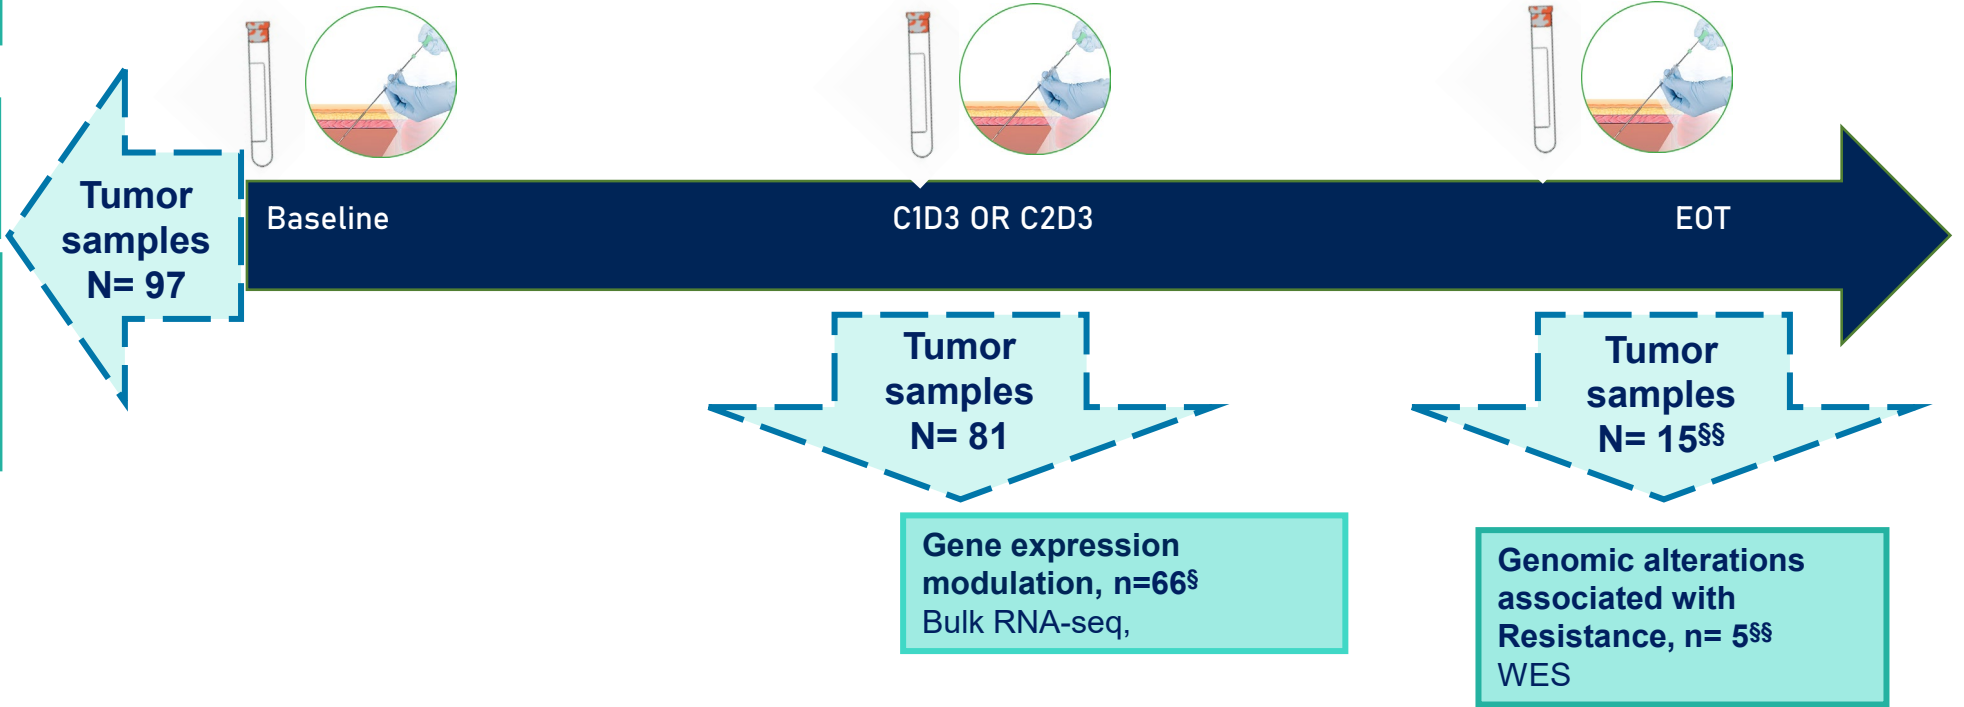 Baseline
C1D3 OR C2D3
EOT
Tumor
samples
N= 97
Tumor
samples
N= 81
Tumor
samples
N= 15§§
Gene expression
modulation, n=66§
Bulk RNA-seq,
Genomic alterations
associated with
Resistance, n= 5§§
WES